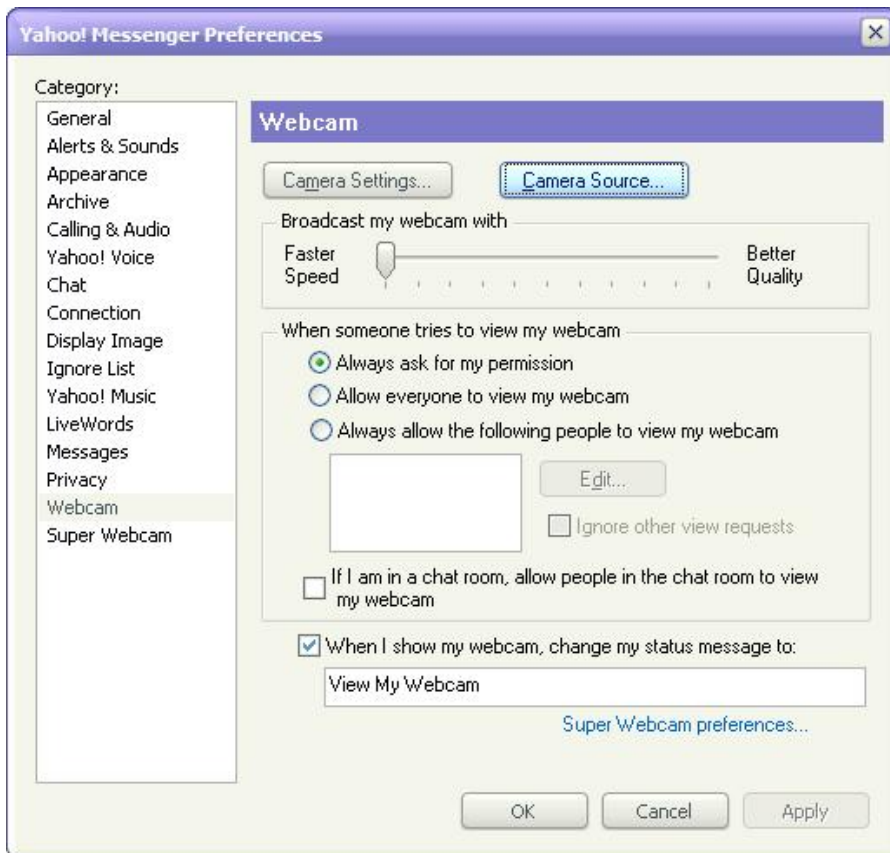 Yahoo! Messenger Preferences
Category:
General
Alerts & Sounds
Appearance
Archive
Calling & Audio
Yahoo! Voice
Chat
Connection
Display Image
Ignore List
Yahoo! Music
LiveWords
Messages
Privacy
Webcam
Super Webcam
Webcam
Camera Settings...
Camera Source...
Broadcast my webcam with
Faster
Speed
Better
Quality
When someone tries to view my webcam
Always ask for my permission
Allow everyone to view my webcam
Always allow the following people to view my webcam
Edit...
Ignore other view requests
If I am in a chat room, allow people in the chat room to view
my webcam
When I show my webcam, change my status message to:
View My Webcam
Super Webcam preferences...
OK
Cancel
Apply